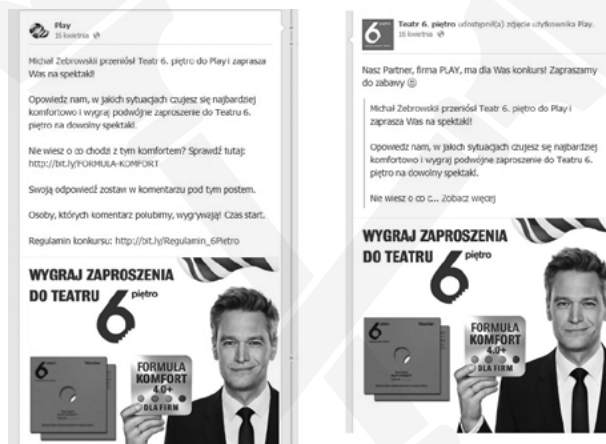 Play
16 kwietnia
Michał Żebrowski przeniósł Teatr 6. piętro do Play i zaprasza
Was na spektakl!
Opowiedz nam, w jakich sytuacjach czujesz się najbardziej
komfortowo i wygraj podwójne zaproszenie do Teatru 6.
piętro na dowolny spektakl.
Nie wiesz o co chodzi z tym komfortem? Sprawdź tutaj:
http://bit.ly/FORMULA-KOMFORT
Swoją odpowiedź zostaw w komentarzu pod tym postem.
Osoby, których komentarz polubimy, wygrywają! Czas start.
Regulamin konkursu: http://bit.ly/Regulamin_6Pietro
WYGRAJ ZAPROSZENIA
DO TEATRU 6 piętro
6
FORMUŁA
KOMFORT
4.0+
DLA FIRM
6
Teatr 6. piętro udostępnił(a) zdjęcie użytkownika Play.
16 kwietnia
Nasz Partner, firma PLAY, ma dla Was konkurs! Zapraszamy
do zabawy
Michał Żebrowski przeniósł Teatr 6. piętro do Play i
zaprasza Was na spektakl!
Opowiedz nam, w jakich sytuacjach czujesz się najbardziej
komfortowo i wygraj podwójne zaproszenie do Teatru 6.
piętro na dowolny spektakl.
Nie wiesz o co c... Zobacz więcej
WYGRAJ ZAPROSZENIA
DO TEATRU 6 piętro
6
FORMUŁA
KOMFORT
4.0+
DLA FIRM